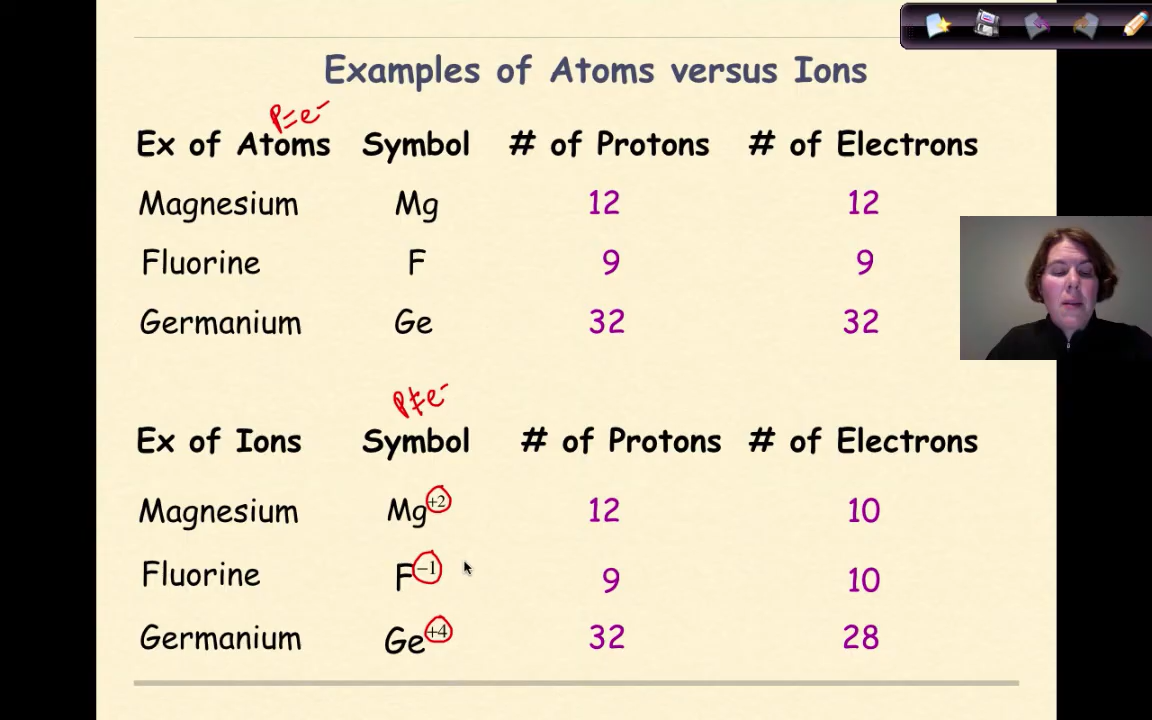 Examples of Atoms versus Ions
P=e⁻
Ex of Atoms Symbol # of Protons # of Electrons
Magnesium Mg 12 12
Fluorine F 9 9
Germanium Ge 32 32
P≠e⁻
Ex of Ions Symbol # of Protons # of Electrons
Magnesium Mg⁺² 12 10
Fluorine F⁻¹ 9 10
Germanium Ge⁺⁴ 32 28